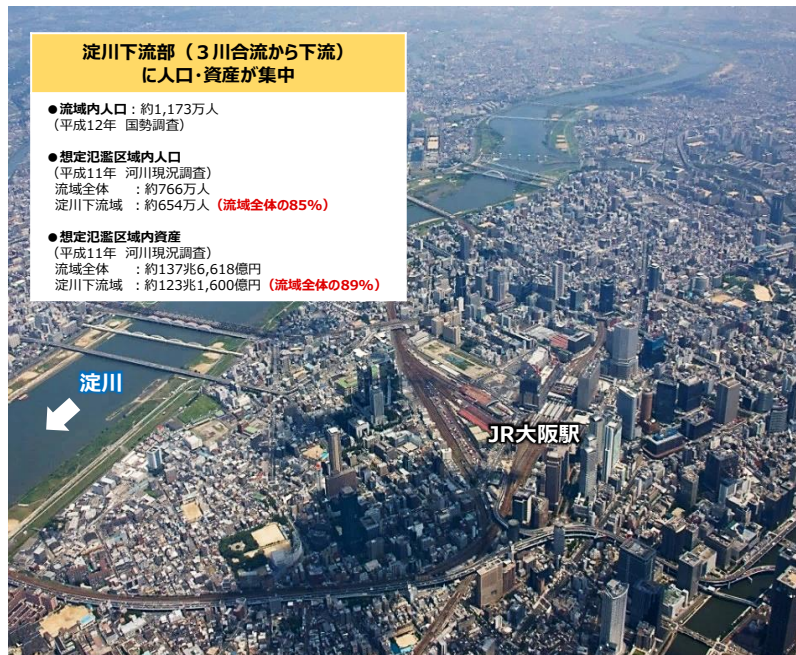 淀川下流部（３川合流から下流）
に人口・資産が集中
●流域内人口：約1,173万人
（平成12年 国勢調査）
●想定氾濫区域内人口
（平成11年 河川現況調査）
流域全体　：約766万人
淀川下流域 ：約654万人（流域全体の85%）
●想定氾濫区域内資産
（平成11年 河川現況調査）
流域全体　：約137兆6,618億円
淀川下流域 ：約123兆1,600億円（流域全体の89%）
淀川
JR大阪駅